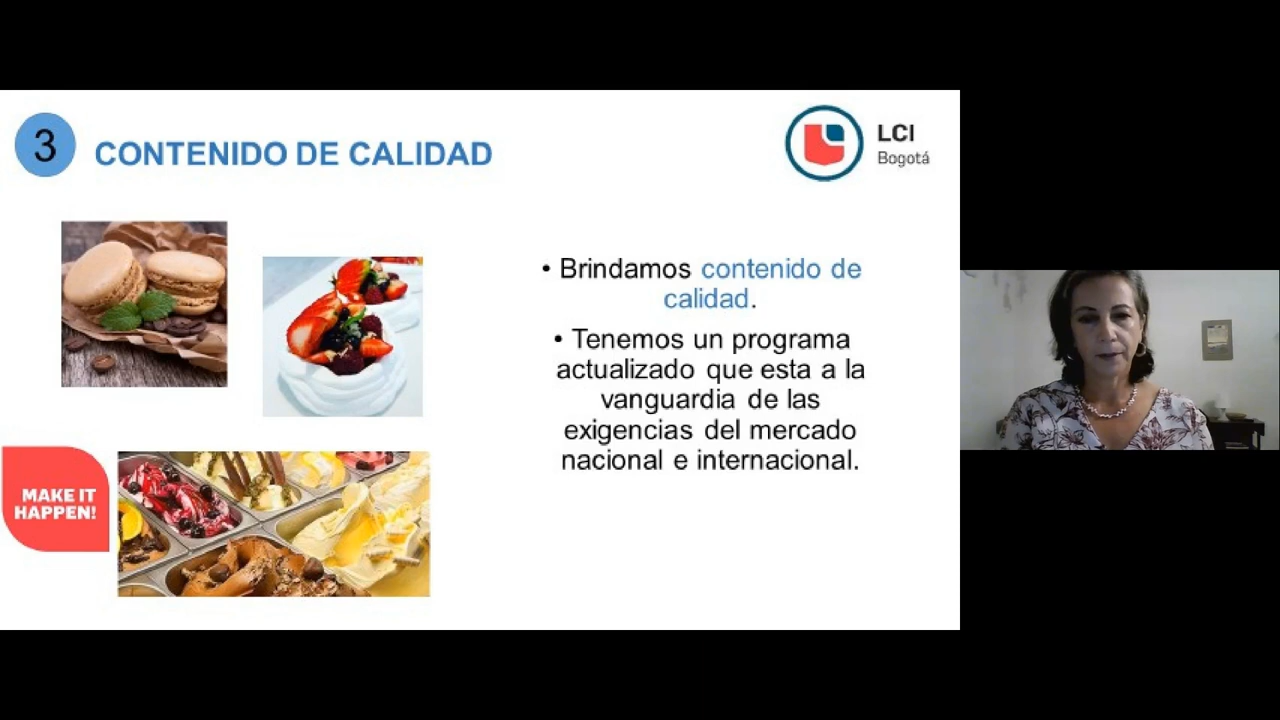 3
CONTENIDO DE CALIDAD
LCI
Bogotá
• Brindamos contenido de
calidad.
• Tenemos un programa
actualizado que esta a la
vanguardia de las
exigencias del mercado
nacional e internacional.
MAKE IT
HAPPEN!